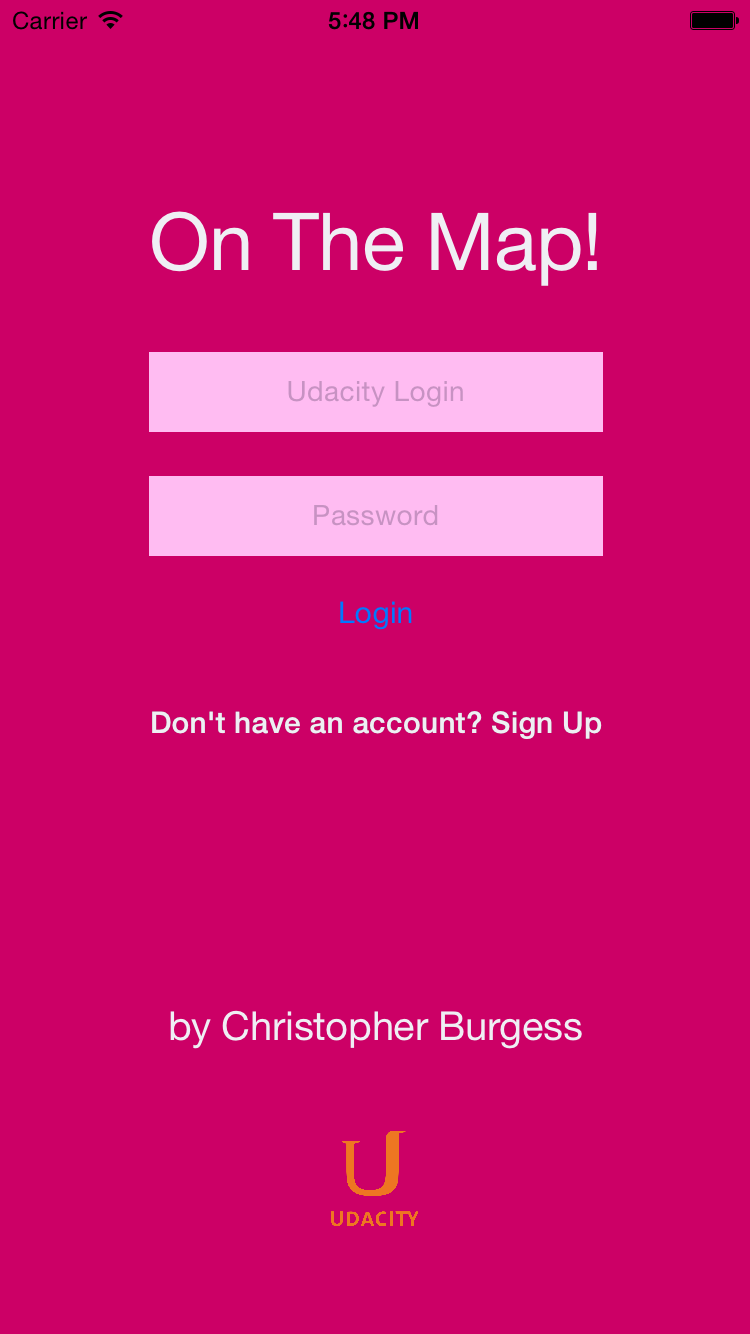 Carrier 5:48 PM
On The Map!
Udacity Login
Password
Login
Don't have an account? Sign Up
by Christopher Burgess
U
UDACITY